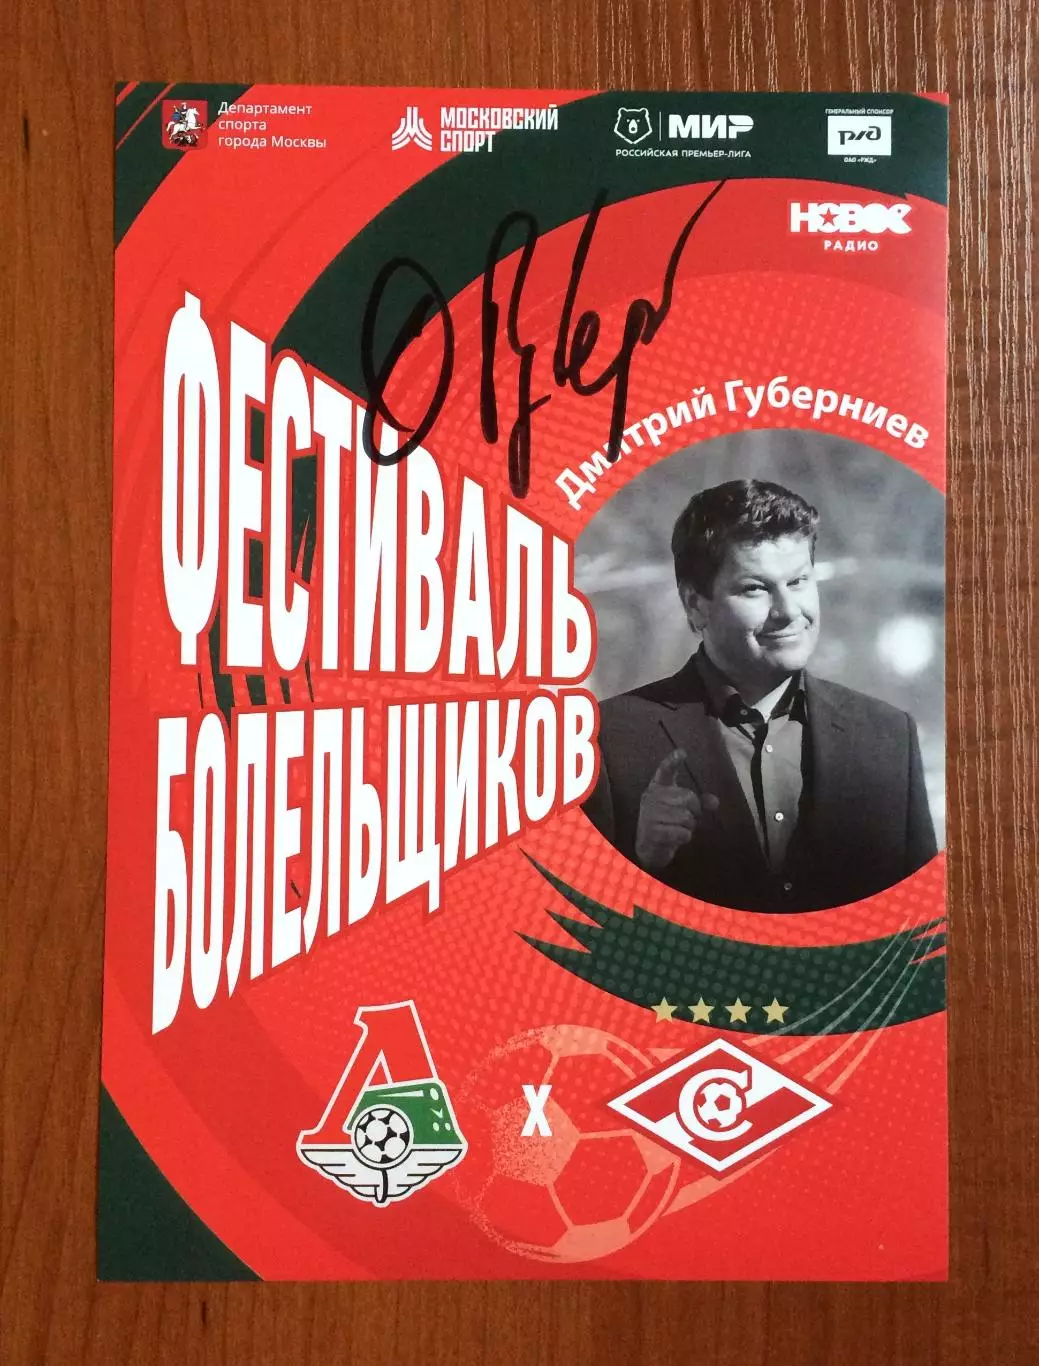 Департамент
спорта
города Москвы
МОСКОВСКИЙ
СПОРТ
МИР
РОССИЙСКАЯ ПРЕМЬЕР-ЛИГА
ГЕНЕРАЛЬНЫЙ СПОНСОР
РЖД
ОАО «РЖД»
НОВОЕ
РАДИО
Дмитрий Губерниев
ФЕСТИВАЛЬ
БОЛЕЛЬЩИКОВ
Л
X
С